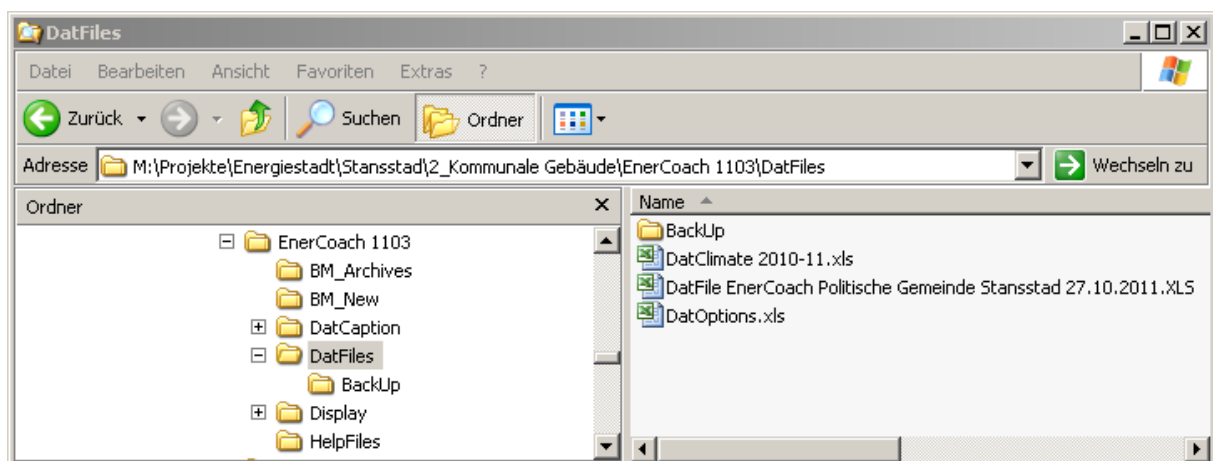 DatFiles
Datei Bearbeiten Ansicht Favoriten Extras ?
Zurück Suchen Ordner
Adresse M:\Projekte\Energiestadt\Stansstad\2_Kommunale Gebäude\EnerCoach 1103\DatFiles Wechseln zu
Ordner
EnerCoach 1103
BM_Archives
BM_New
DatCaption
DatFiles
BackUp
Display
HelpFiles
Name
BackUp
DatClimate 2010-11.xls
DatFile EnerCoach Politische Gemeinde Stansstad 27.10.2011.XLS
DatOptions.xls